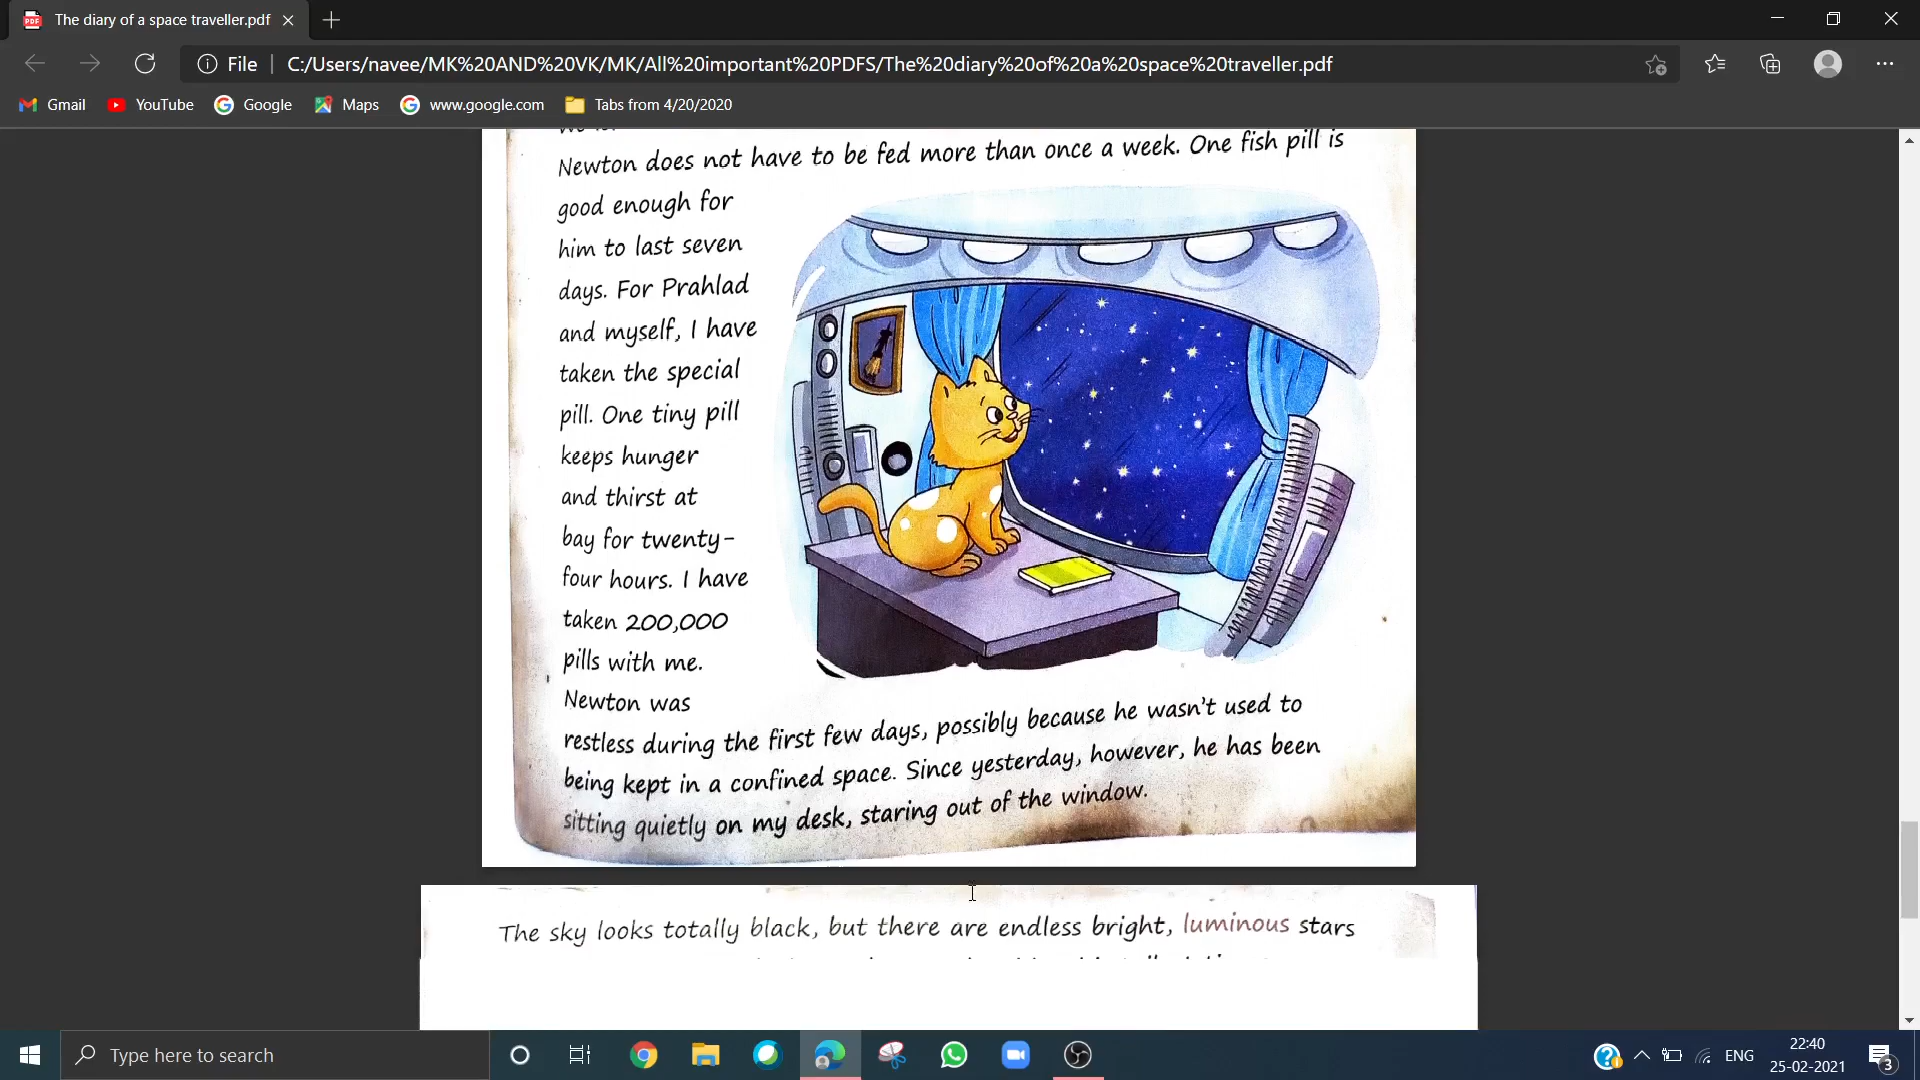 The diary of a space traveller.pdf
File
C:/Users/navee/MK%20AND%20VK/MK/All%20important%20PDFS/The%20diary%20of%20a%20space%20traveller.pdf
Gmail
YouTube
Google
Maps
www.google.com
Tabs from 4/20/2020
Newton does not have to be fed more than once a week. One fish pill is
good enough for
him to last seven
days. For Prahlad
and myself, I have
taken the special
pill. One tiny pill
keeps hunger
and thirst at
bay for twenty-
four hours. I have
taken 200,000
pills with me.
Newton was
restless during the first few days, possibly because he wasn't used to
being kept in a confined space. Since yesterday, however, he has been
sitting quietly on my desk, staring out of the window.
The sky looks totally black, but there are endless bright, luminous stars
Type here to search
ENG
22:40
25-02-2021
3